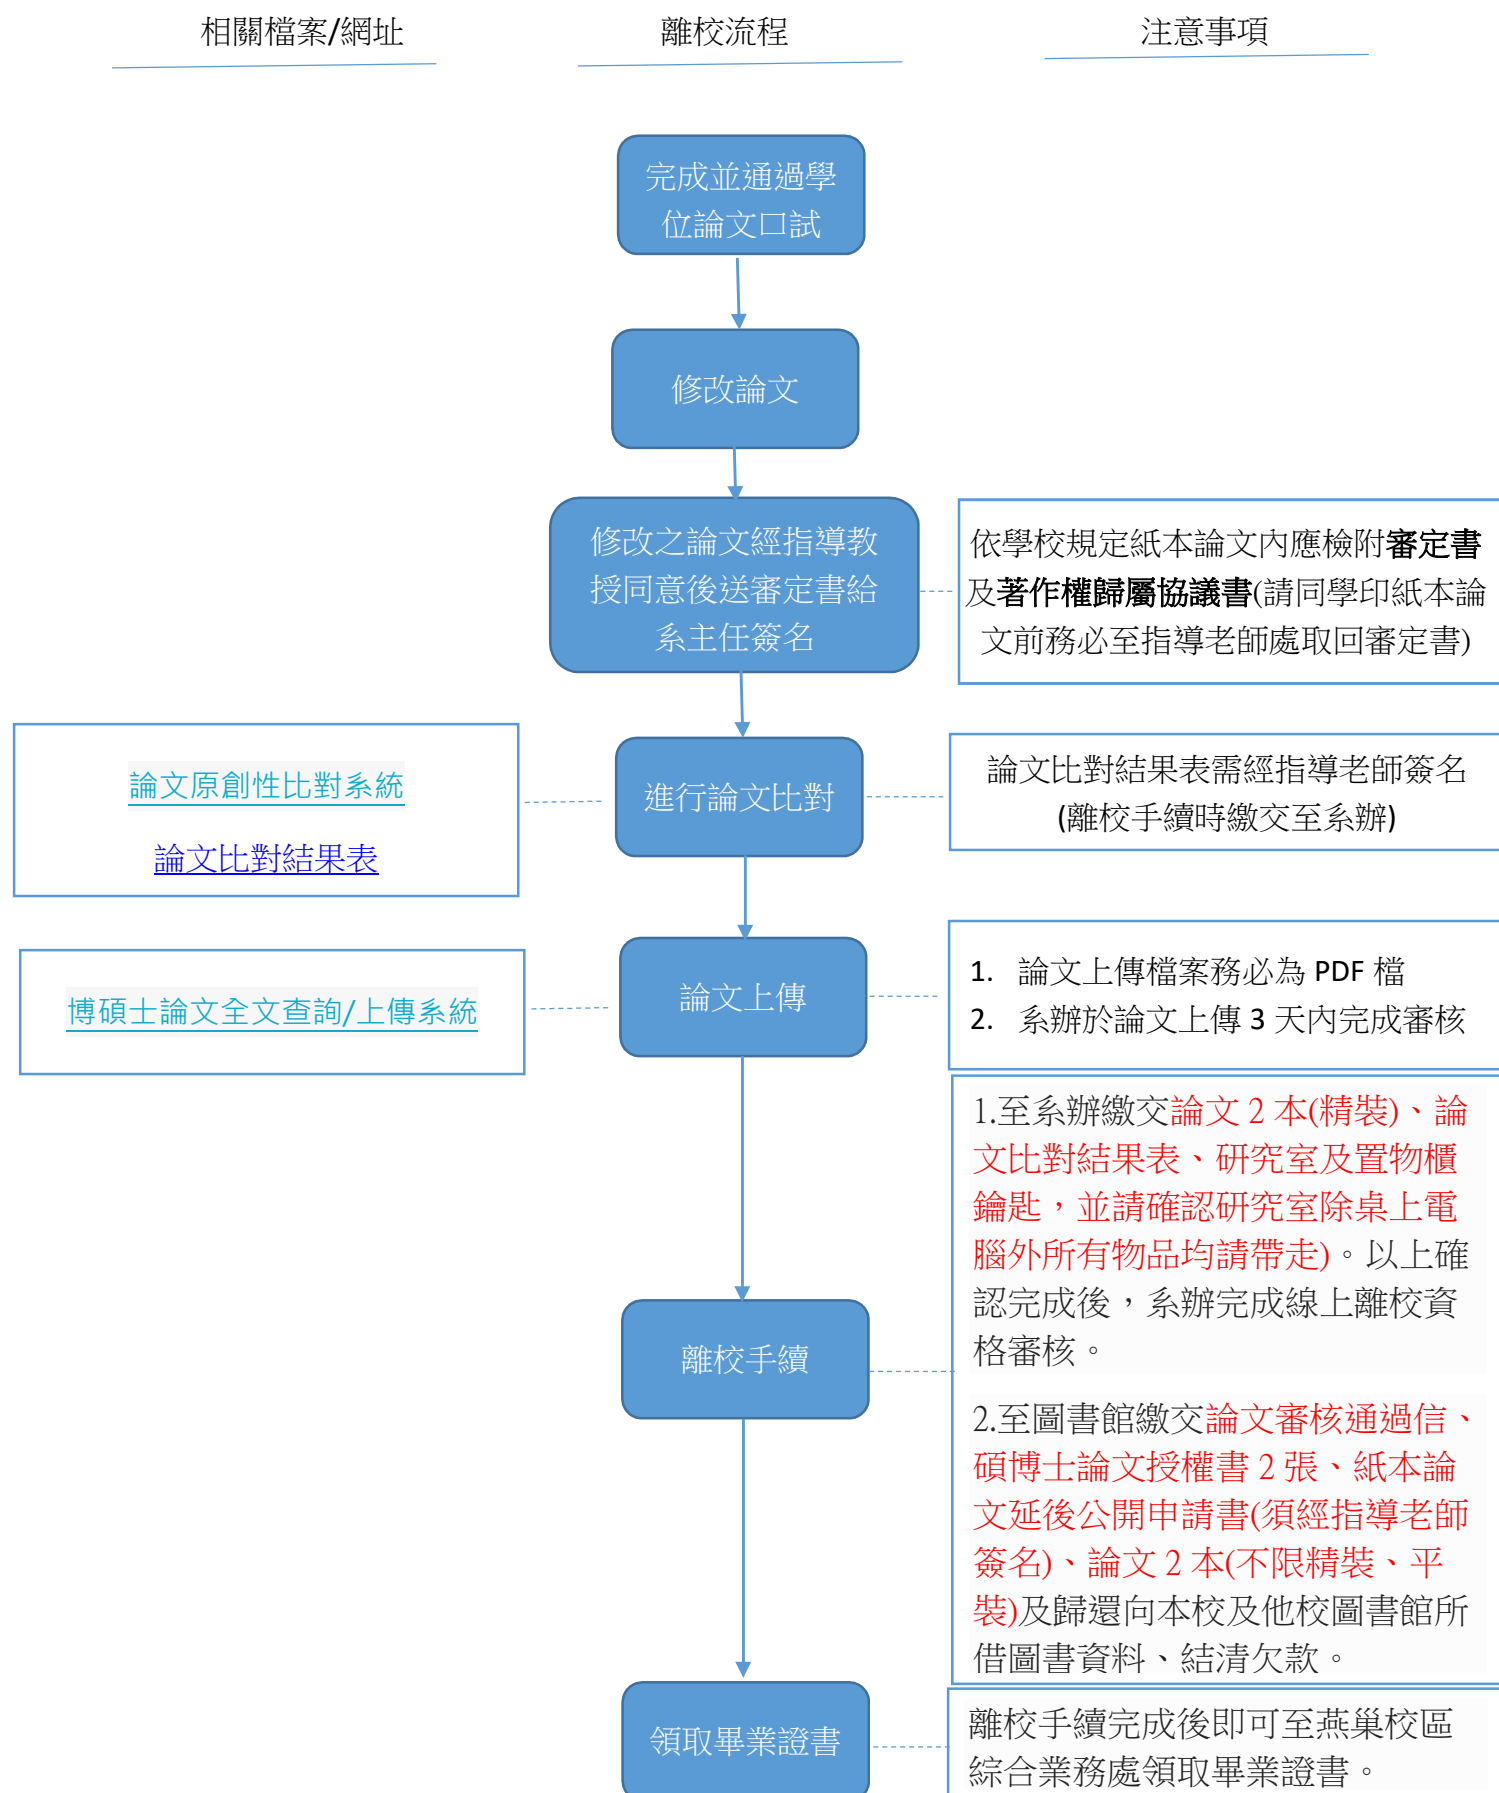 相關檔案/網址
離校流程
注意事項
完成並通過學
位論文口試
修改論文
修改之論文經指導教
授同意後送審定書給
系主任簽名
依學校規定紙本論文內應檢附審定書
及著作權歸屬協議書(請同學印紙本論
文前務必至指導老師處取回審定書)
論文原創性比對系統
論文比對結果表
進行論文比對
論文比對結果表需經指導老師簽名
(離校手續時繳交至系辦)
博碩士論文全文查詢/上傳系統
論文上傳
1. 論文上傳檔案務必為 PDF 檔
2. 系辦於論文上傳 3 天內完成審核
離校手續
1.至系辦繳交論文 2 本(精裝)、論
文比對結果表、研究室及置物櫃
鑰匙，並請確認研究室除桌上電
腦外所有物品均請帶走)。以上確
認完成後，系辦完成線上離校資
格審核。
2.至圖書館繳交論文審核通過信、
碩博士論文授權書 2 張、紙本論
文延後公開申請書(須經指導老師
簽名)、論文 2 本(不限精裝、平
裝)及歸還向本校及他校圖書館所
借圖書資料、結清欠款。
領取畢業證書
離校手續完成後即可至燕巢校區
綜合業務處領取畢業證書。